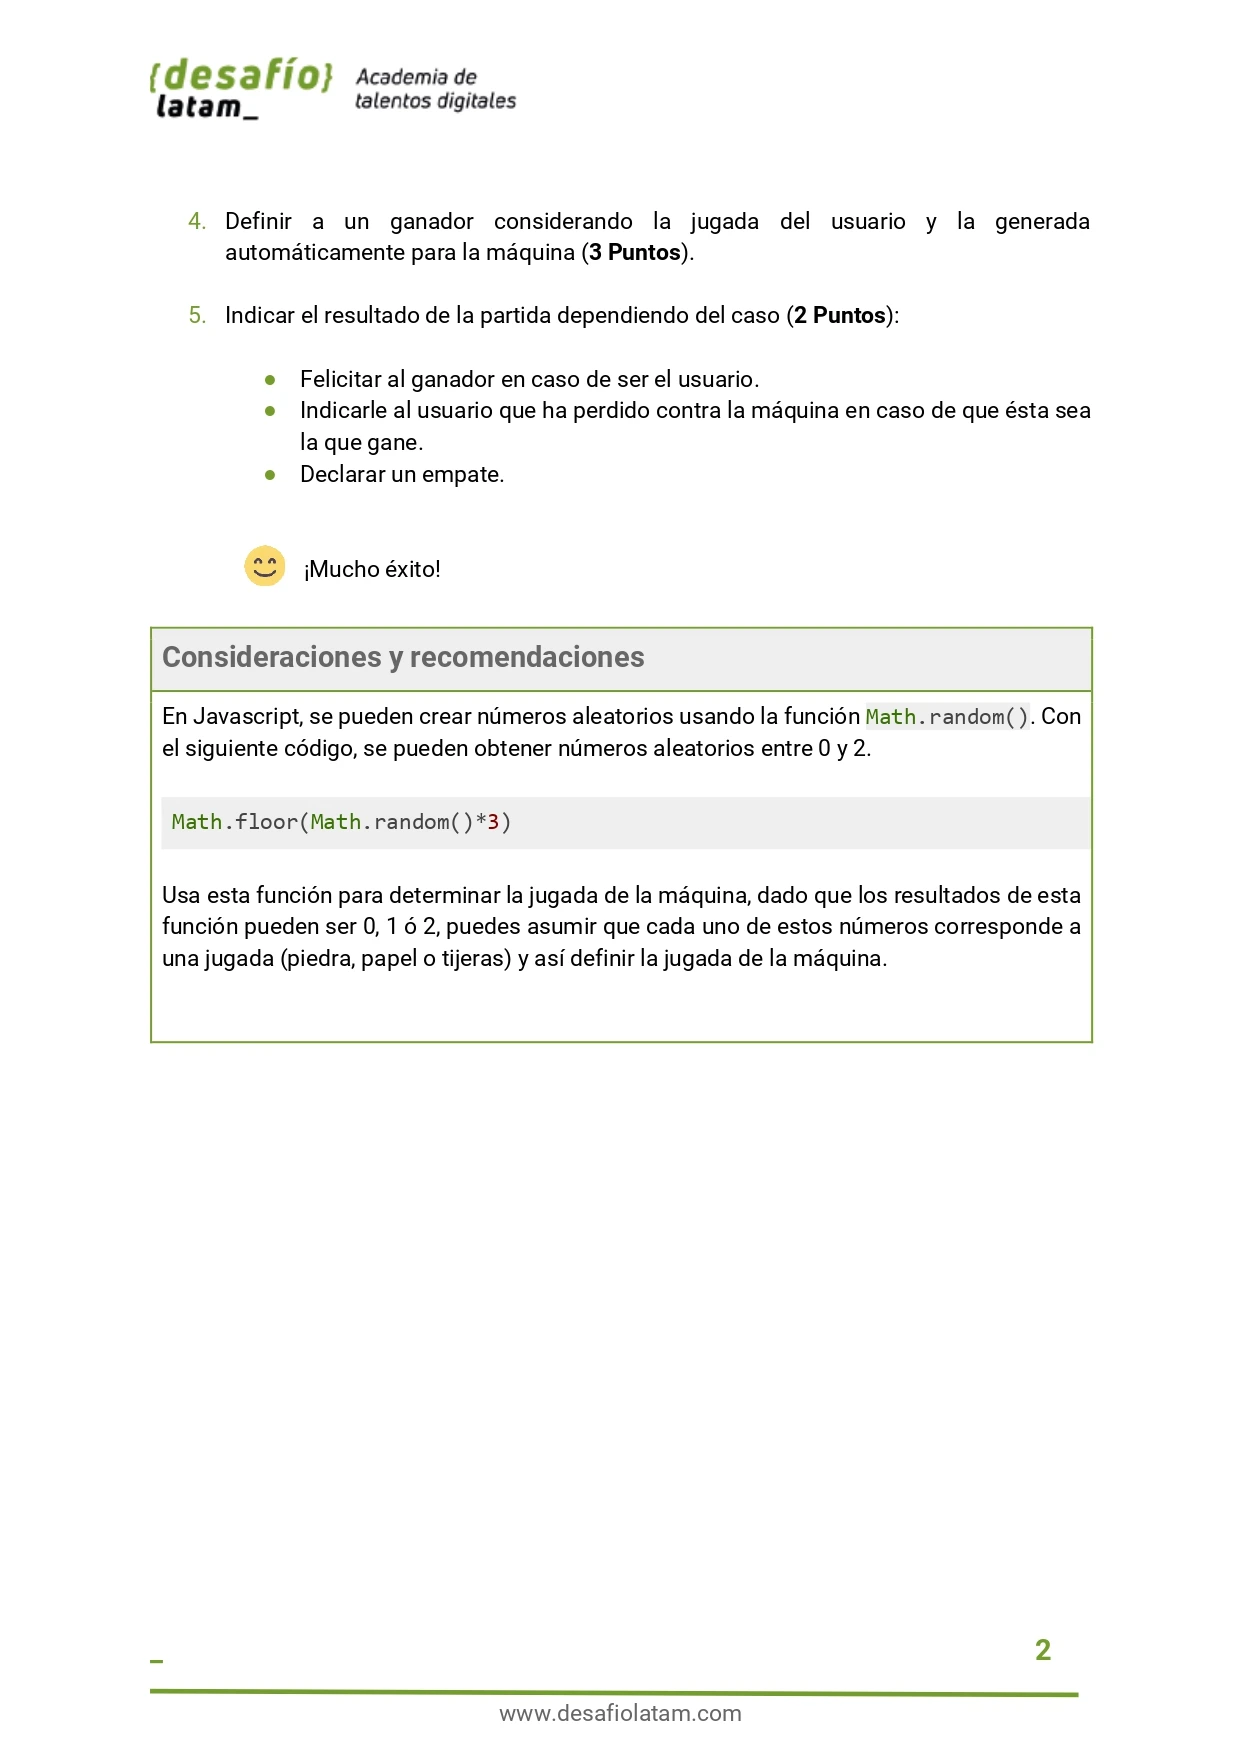 {desafío}
latam_
Academia de
talentos digitales
4. Definir a un ganador considerando la jugada del usuario y la generada
automáticamente para la máquina (3 Puntos).
5. Indicar el resultado de la partida dependiendo del caso (2 Puntos):
● Felicitar al ganador en caso de ser el usuario.
● Indicarle al usuario que ha perdido contra la máquina en caso de que ésta sea
la que gane.
● Declarar un empate.
¡Mucho éxito!
Consideraciones y recomendaciones
En Javascript, se pueden crear números aleatorios usando la función Math.random(). Con
el siguiente código, se pueden obtener números aleatorios entre 0 y 2.
Math.floor(Math.random()*3)
Usa esta función para determinar la jugada de la máquina, dado que los resultados de esta
función pueden ser 0, 1 ó 2, puedes asumir que cada uno de estos números corresponde a
una jugada (piedra, papel o tijeras) y así definir la jugada de la máquina.
_
2
www.desafiolatam.com